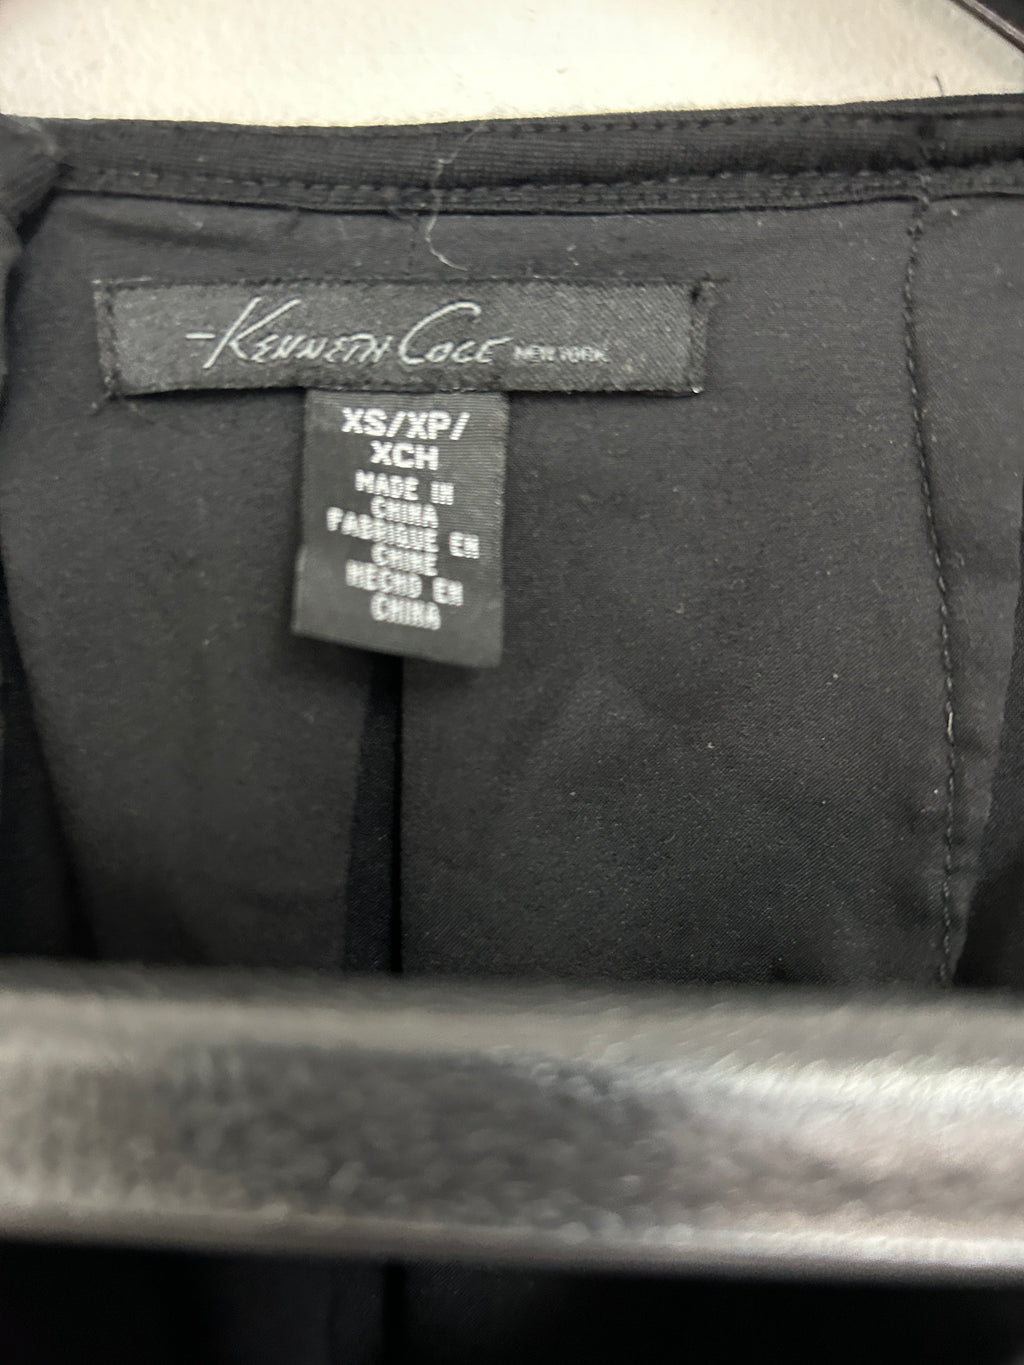 -Kenneth Cole NEW YORK
XS/XP/
XCH
MADE IN
CHINA
FABRIQUE EN
CHINE
HECHO EN
CHINA